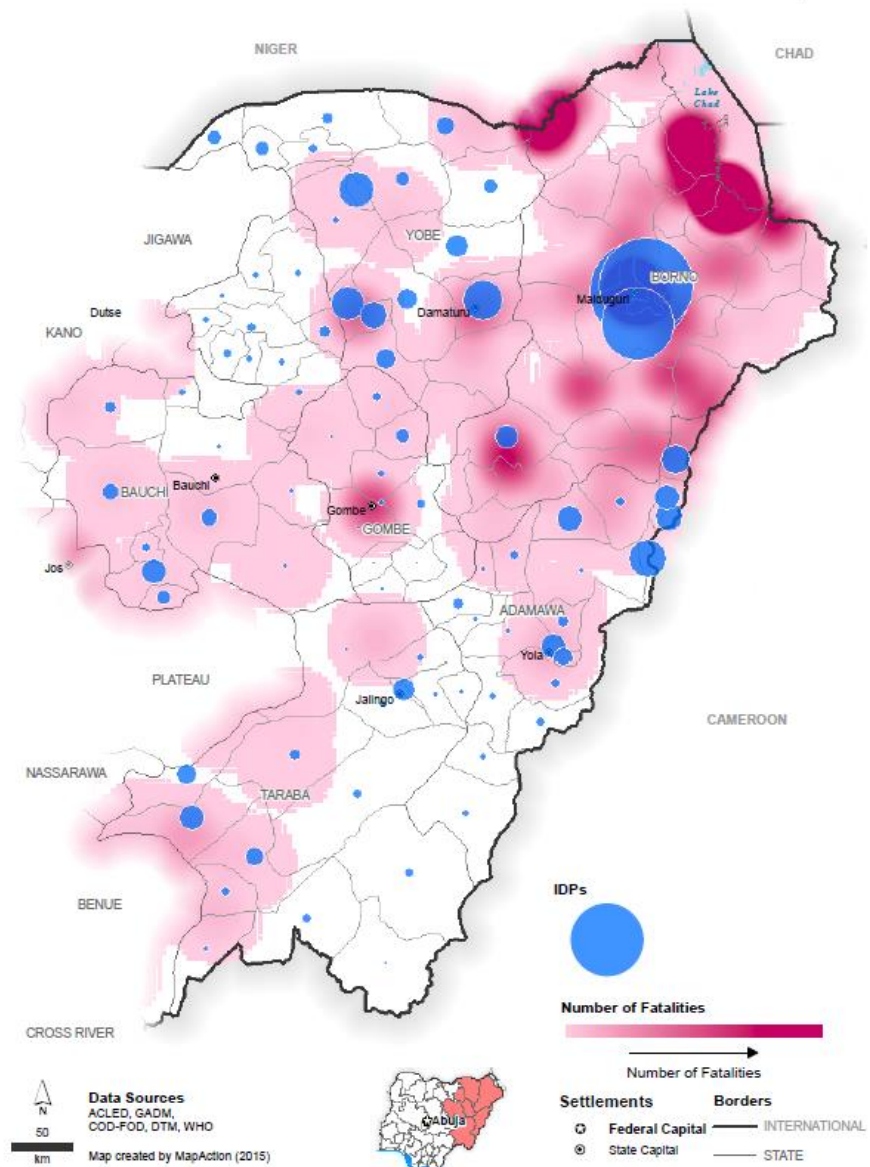 NIGER
CHAD
Lake
Chad
JIGAWA
YOBE
BORNO
Maiduguri
Dutse
Damaturu
KANO
Bauchi
BAUCHI
Gombe
GOMBE
Jos
ADAMAWA
Yola
PLATEAU
Jalingo
CAMEROON
NASSARAWA
TARABA
IDPs
BENUE
Number of Fatalities
CROSS RIVER
Number of Fatalities
N
50
km
Data Sources
ACLED, GADM,
COD-FOD, DTM, WHO
Map created by MapAction (2015)
Abuja
Settlements
Federal Capital
State Capital
Borders
INTERNATIONAL
STATE